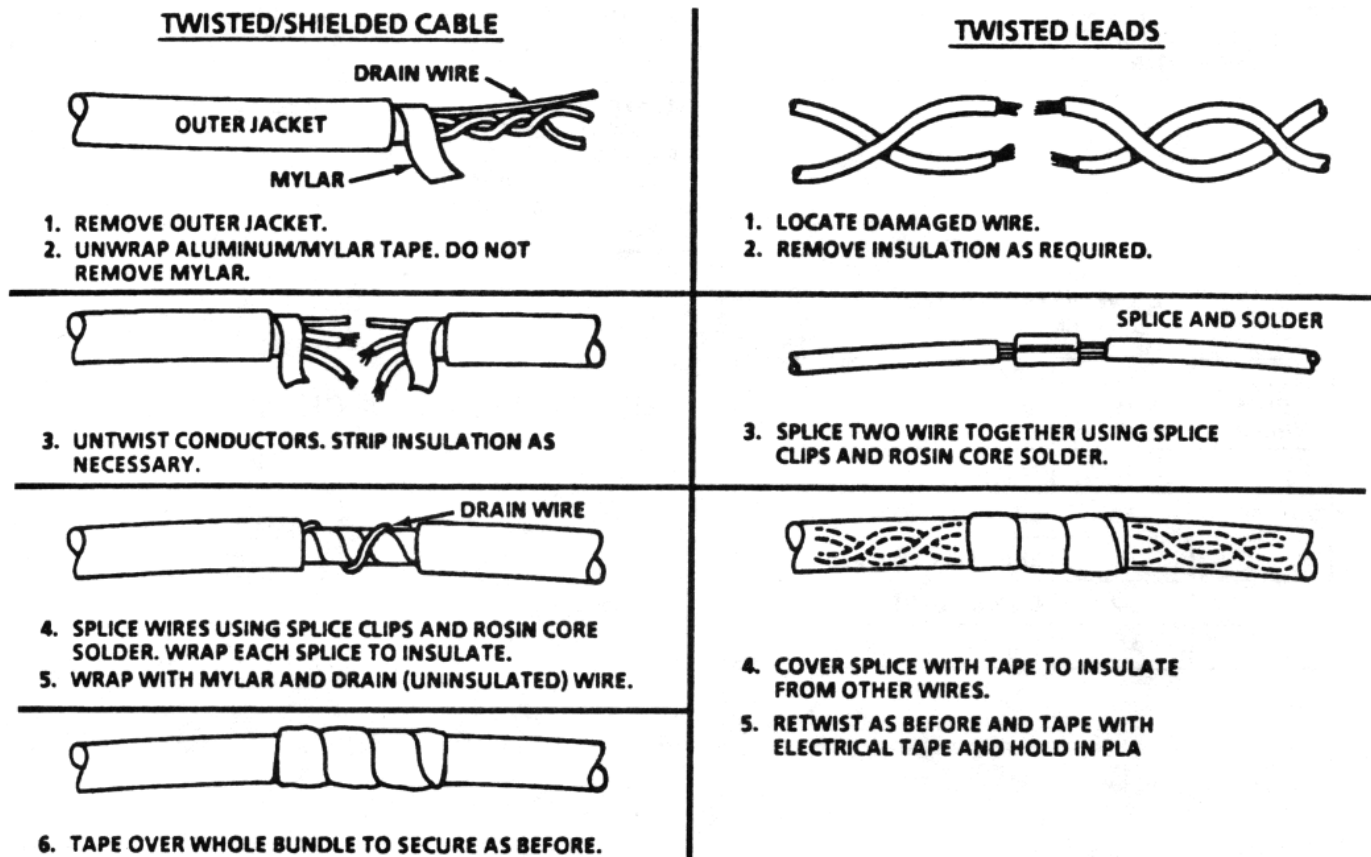 TWISTED/SHIELDED CABLE
DRAIN WIRE
OUTER JACKET
MYLAR
1. REMOVE OUTER JACKET.
2. UNWRAP ALUMINUM/MYLAR TAPE. DO NOT
REMOVE MYLAR.
3. UNTWIST CONDUCTORS. STRIP INSULATION AS
NECESSARY.
DRAIN WIRE
4. SPLICE WIRES USING SPLICE CLIPS AND ROSIN CORE
SOLDER. WRAP EACH SPLICE TO INSULATE.
5. WRAP WITH MYLAR AND DRAIN (UNINSULATED) WIRE.
6. TAPE OVER WHOLE BUNDLE TO SECURE AS BEFORE.
TWISTED LEADS
1. LOCATE DAMAGED WIRE.
2. REMOVE INSULATION AS REQUIRED.
SPLICE AND SOLDER
3. SPLICE TWO WIRE TOGETHER USING SPLICE
CLIPS AND ROSIN CORE SOLDER.
4. COVER SPLICE WITH TAPE TO INSULATE
FROM OTHER WIRES.
5. RETWIST AS BEFORE AND TAPE WITH
ELECTRICAL TAPE AND HOLD IN PLA